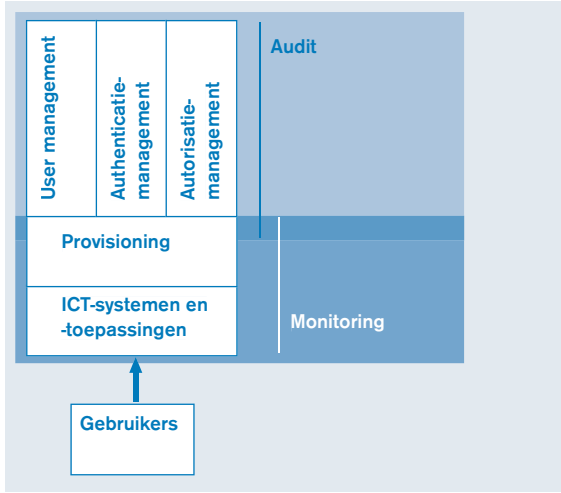 User management
Authenticatie-
management
Autorisatie-
management
Audit
Provisioning
ICT-systemen en
-toepassingen
Monitoring
Gebruikers